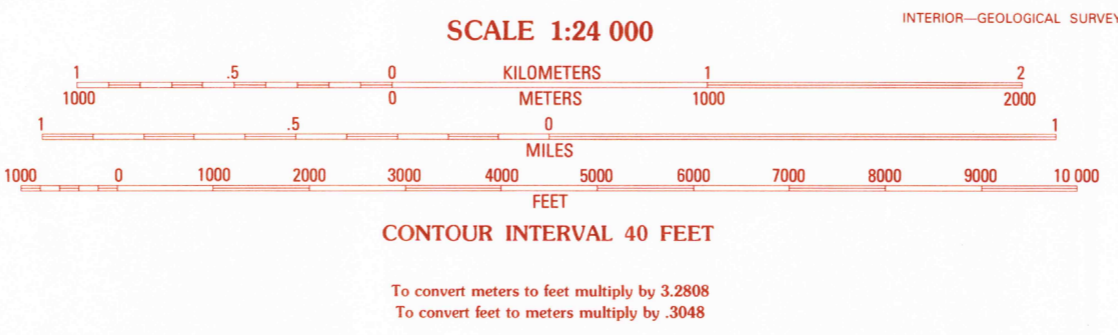 INTERIOR—GEOLOGICAL SURVEY
SCALE 1:24 000
1 .5 0 KILOMETERS 1 2
1000 0 METERS 1000 2000
1 .5 0 1
MILES
1000 0 1000 2000 3000 4000 5000 6000 7000 8000 9000 10 000
FEET
CONTOUR INTERVAL 40 FEET
To convert meters to feet multiply by 3.2808
To convert feet to meters multiply by .3048